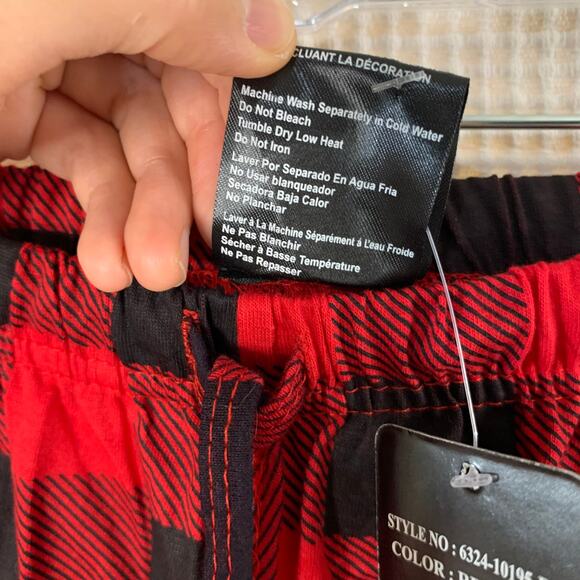 CLUANT LA DÉCORATION
Machine Wash Separately in Cold Water
Do Not Bleach
Tumble Dry Low Heat
Do Not Iron
Lavar Por Separado En Agua Fria
No Usar blanqueador
Secadora Baja Calor
No Planchar
Laver à La Machine Séparément á L'eau Froide
Ne Pas Blanchir
Sécher à Basse Température
Ne Pas Repasser
STYLE NO : 6324-10195
COLOR :